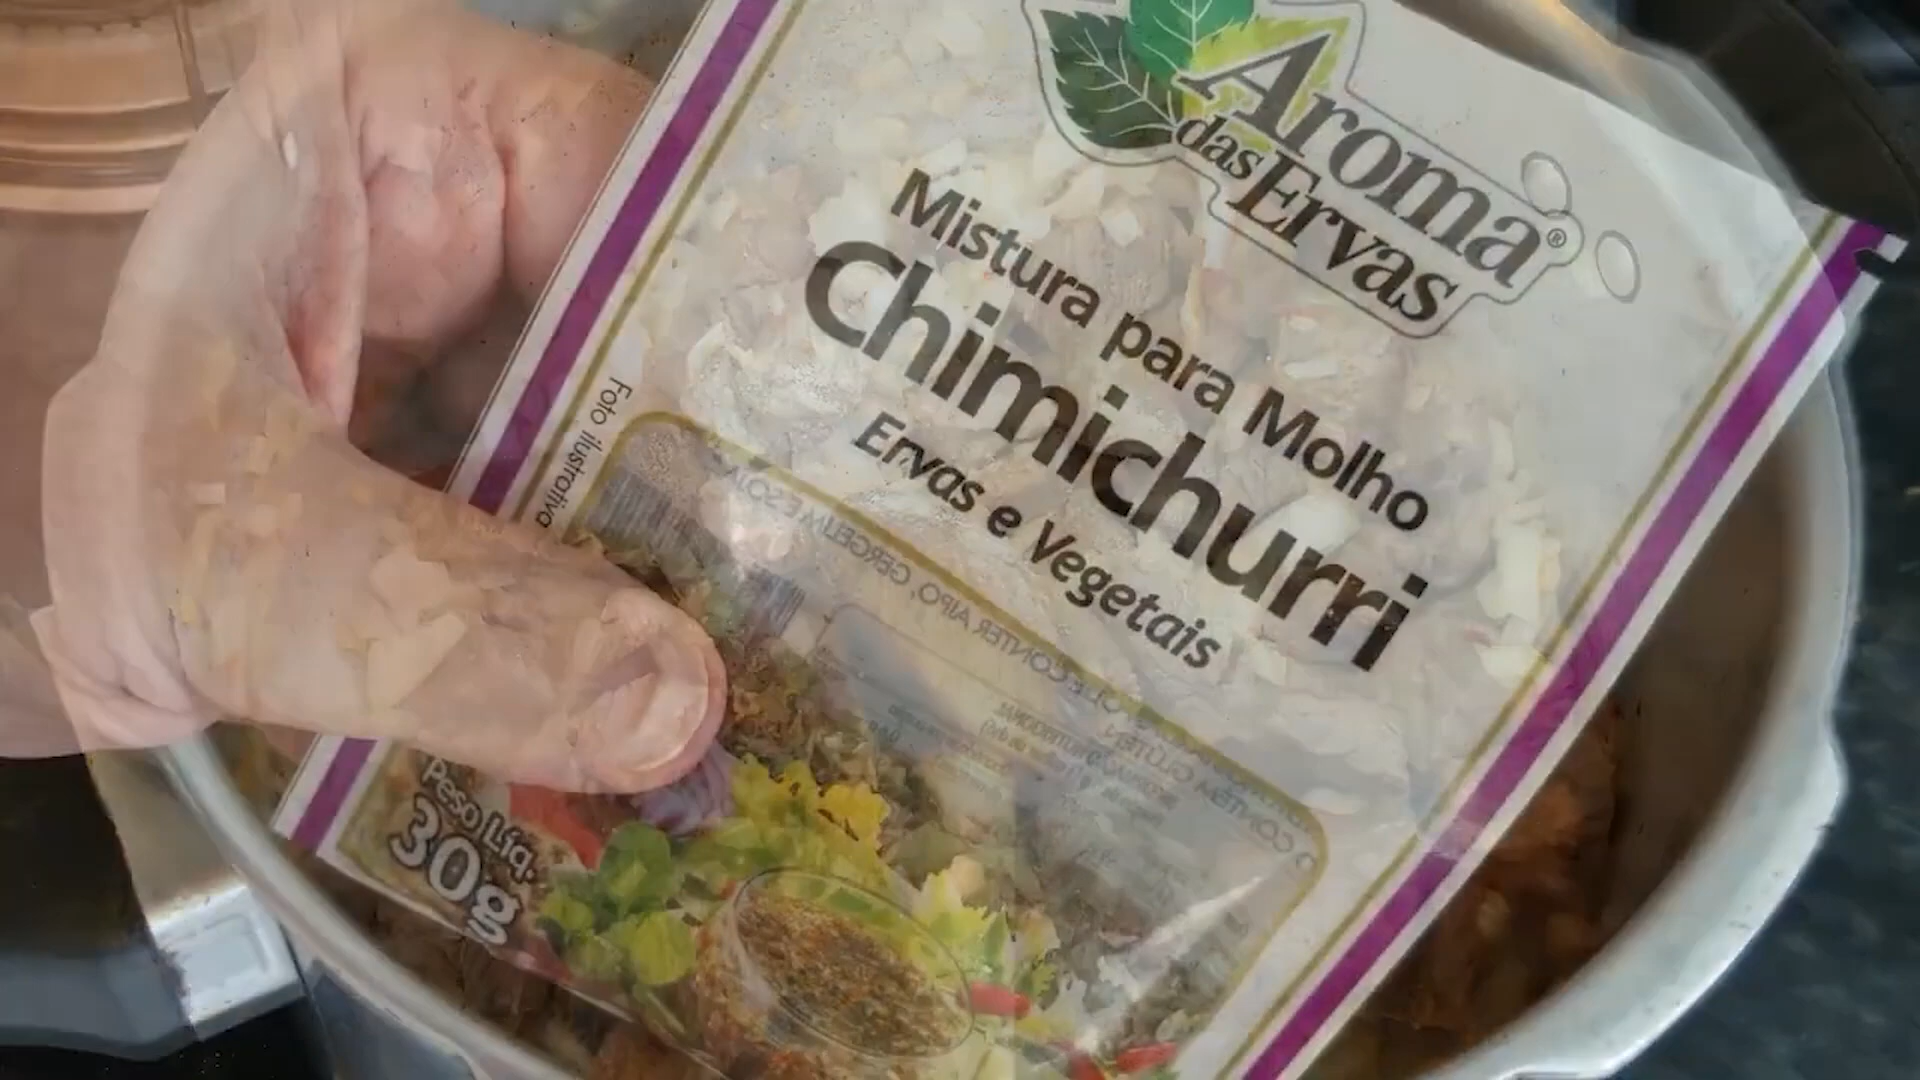 Aroma®
das Ervas
Mistura para Molho
Chimichurri
Ervas e Vegetais
Foto ilustrativa
Peso Líq.
30g